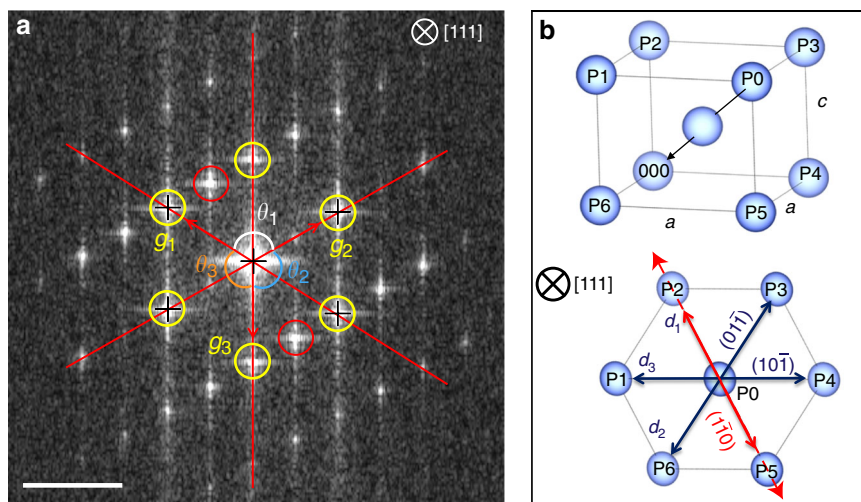 a
[111]
θ1
g1
g2
θ3
θ2
g3
b
P2
P3
P1
P0
c
000
P4
P6
a
a
P5
[111]
P2
P3
d1
(011̄)
d3
(101̄)
P1
P4
P0
d2
(11̄0)
P6
P5